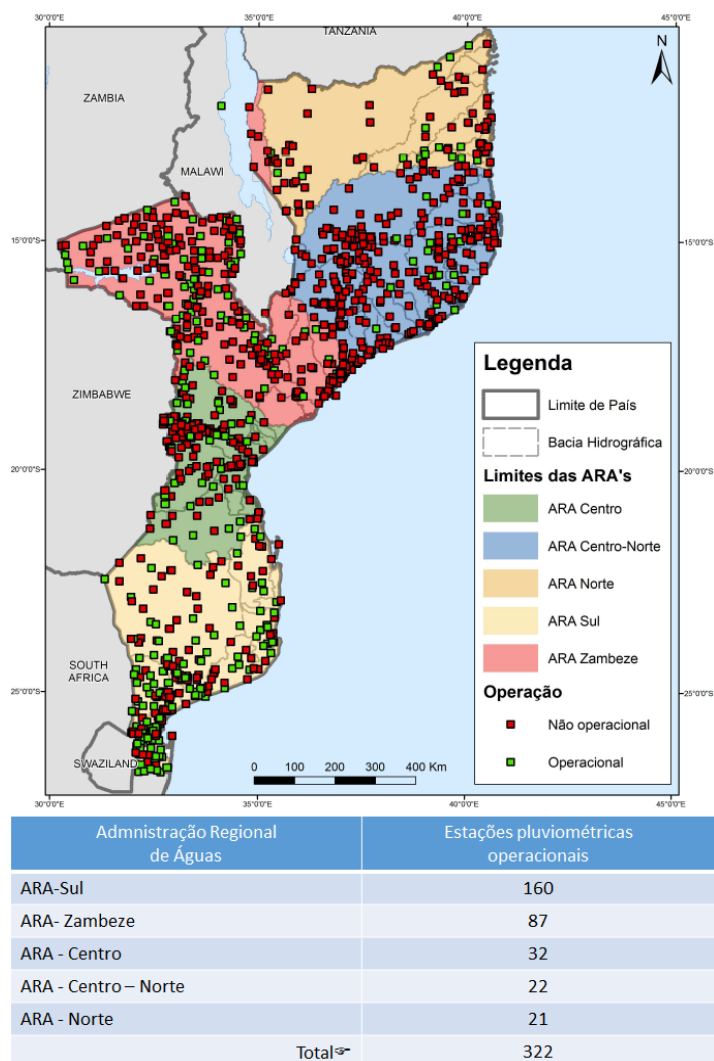 TANZANIA
N
ZAMBIA
MALAWI
15°0'0"S
15°0'0"S
ZIMBABWE
20°0'0"S
20°0'0"S
SOUTH
AFRICA
25°0'0"S
25°0'0"S
SWAZILAND
Legenda
Limite de País
Bacia Hidrográfica
Limites das ARA's
ARA Centro
ARA Centro-Norte
ARA Norte
ARA Sul
ARA Zambeze
Operação
Não operacional
Operacional
0 100 200 300 400 Km
30°0'0"E 35°0'0"E 40°0'0"E 45°0'0"E
30°0'0"E 35°0'0"E 40°0'0"E 45°0'0"E
Admnistração Regional
de Águas
Estações pluviométricas
operacionais
ARA-Sul 160
ARA- Zambeze 87
ARA - Centro 32
ARA - Centro – Norte 22
ARA - Norte 21
Total☞ 322